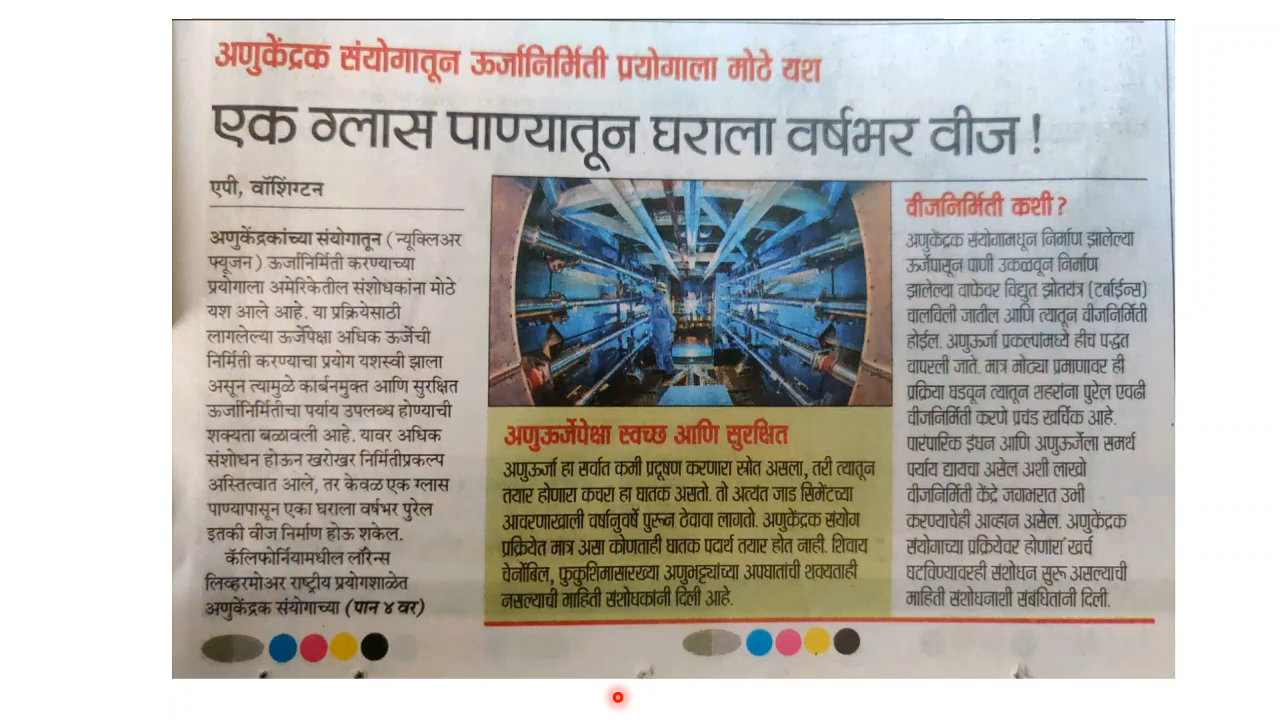 अणुकेंद्रक संयोगातून ऊर्जानिर्मिती प्रयोगाला मोठे यश
एक ग्लास पाण्यातून घराला वर्षभर वीज !
एपी, वॉशिंग्टन
अणुकेंद्रकांच्या संयोगातून (न्यूक्लिअर
फ्यूजन) ऊर्जानिर्मिती करण्याच्या
प्रयोगाला अमेरिकेतील संशोधकांना मोठे
यश आले आहे. या प्रक्रियेसाठी
लागलेल्या ऊर्जेपेक्षा अधिक ऊर्जेची
निर्मिती करण्याचा प्रयोग यशस्वी झाला
असून त्यामुळे कार्बनमुक्त आणि सुरक्षित
ऊर्जानिर्मितीचा पर्याय उपलब्ध होण्याची
शक्यता बळावली आहे. यावर अधिक
संशोधन होऊन खरोखर निर्मितीप्रकल्प
अस्तित्वात आले, तर केवळ एक ग्लास
पाण्यापासून एका घराला वर्षभर पुरेल
इतकी वीज निर्माण होऊ शकेल.
कॅलिफोर्नियामधील लॉरेन्स
लिव्हरमोअर राष्ट्रीय प्रयोगशाळेत
अणुकेंद्रक संयोगाच्या (पान ४ वर)
अणुऊर्जेपेक्षा स्वच्छ आणि सुरक्षित
अणुऊर्जा हा सर्वात कमी प्रदूषण करणारा स्रोत असला, तरी त्यातून
तयार होणारा कचरा हा घातक असतो. तो अत्यंत जाड सिमेंटच्या
आवरणाखाली वर्षानुवर्षे पुरून ठेवावा लागतो. अणुकेंद्रक संयोग
प्रक्रियेत मात्र असा कोणताही घातक पदार्थ तयार होत नाही. शिवाय
चेर्नोबिल, फुकुशिमासारख्या अणुभट्ट्यांच्या अपघातांची शक्यताही
नसल्याची माहिती संशोधकांनी दिली आहे.
वीजनिर्मिती कशी?
अणुकेंद्रक संयोगामधून निर्माण झालेल्या
ऊर्जेपासून पाणी उकळवून निर्माण
झालेल्या वाफेवर विद्युत झोतयंत्र (टर्बाईन्स)
चालविली जातील आणि त्यातून वीजनिर्मिती
होईल. अणुऊर्जा प्रकल्पांमध्ये हीच पद्धत
वापरली जाते. मात्र मोठ्या प्रमाणावर ही
प्रक्रिया घडवून त्यातून शहरांना पुरेल एवढी
वीजनिर्मिती करणे प्रचंड खर्चिक आहे.
पारंपारिक इंधन आणि अणुऊर्जेला समर्थ
पर्याय द्यायचा असेल अशी लाखो
वीजनिर्मिती केंद्रे जगभरात उभी
करण्याचेही आव्हान असेल. अणुकेंद्रक
संयोगाच्या प्रक्रियेवर होणारा खर्च
घटविण्यावरही संशोधन सुरू असल्याची
माहिती संशोधनाशी संबंधितांनी दिली.